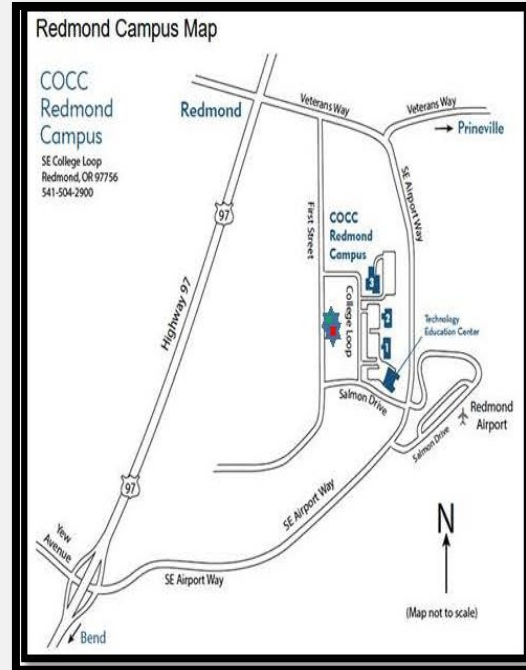 Redmond Campus Map
COCC
Redmond
Campus
SE College Loop
Redmond, OR 97756
541-504-2900
Redmond
Veterans Way
Veterans Way
→ Prineville
97
Highway 97
First Street
SE Airport Way
COCC
Redmond
Campus
3
College Loop
2
1
Technology
Education Center
Salmon Drive
Redmond
Airport
Salmon Drive
97
SE Airport Way
N
Yew
Avenue
SE Airport Way
(Map not to scale)
Bend